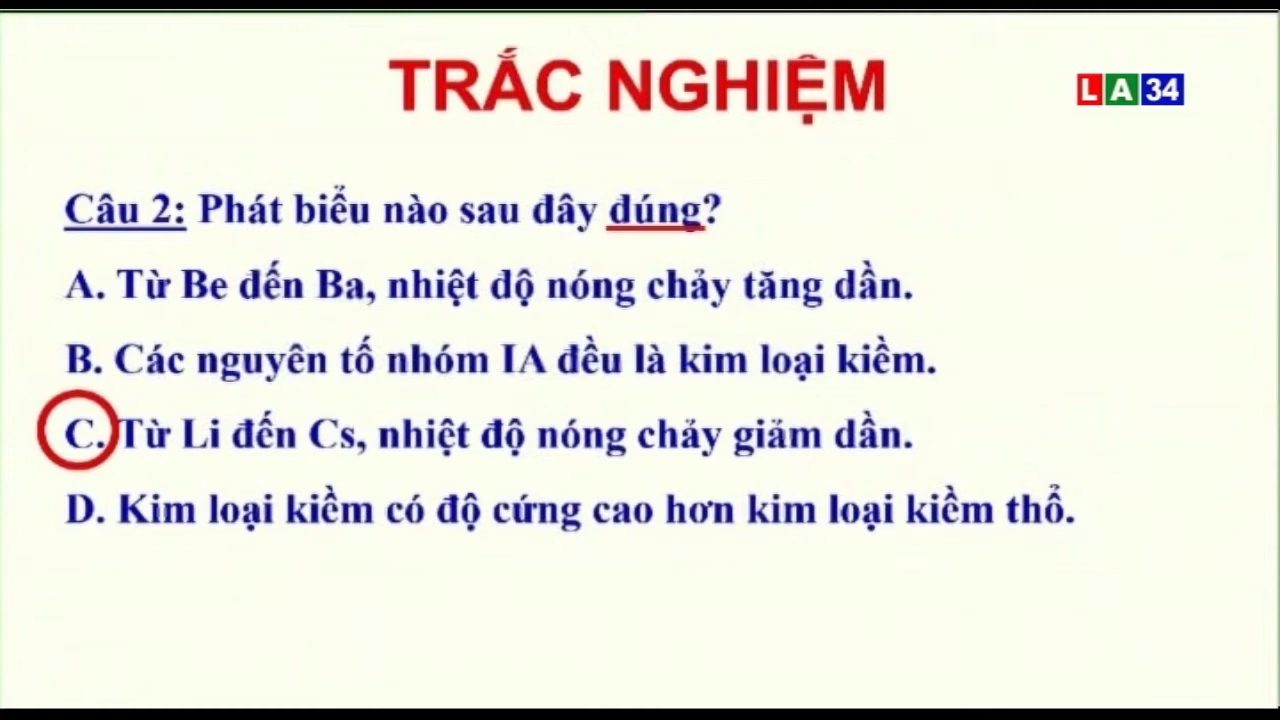 TRẮC NGHIỆM
LA34
Câu 2: Phát biểu nào sau đây đúng?
A. Từ Be đến Ba, nhiệt độ nóng chảy tăng dần.
B. Các nguyên tố nhóm IA đều là kim loại kiềm.
C. Từ Li đến Cs, nhiệt độ nóng chảy giảm dần.
D. Kim loại kiềm có độ cứng cao hơn kim loại kiềm thổ.